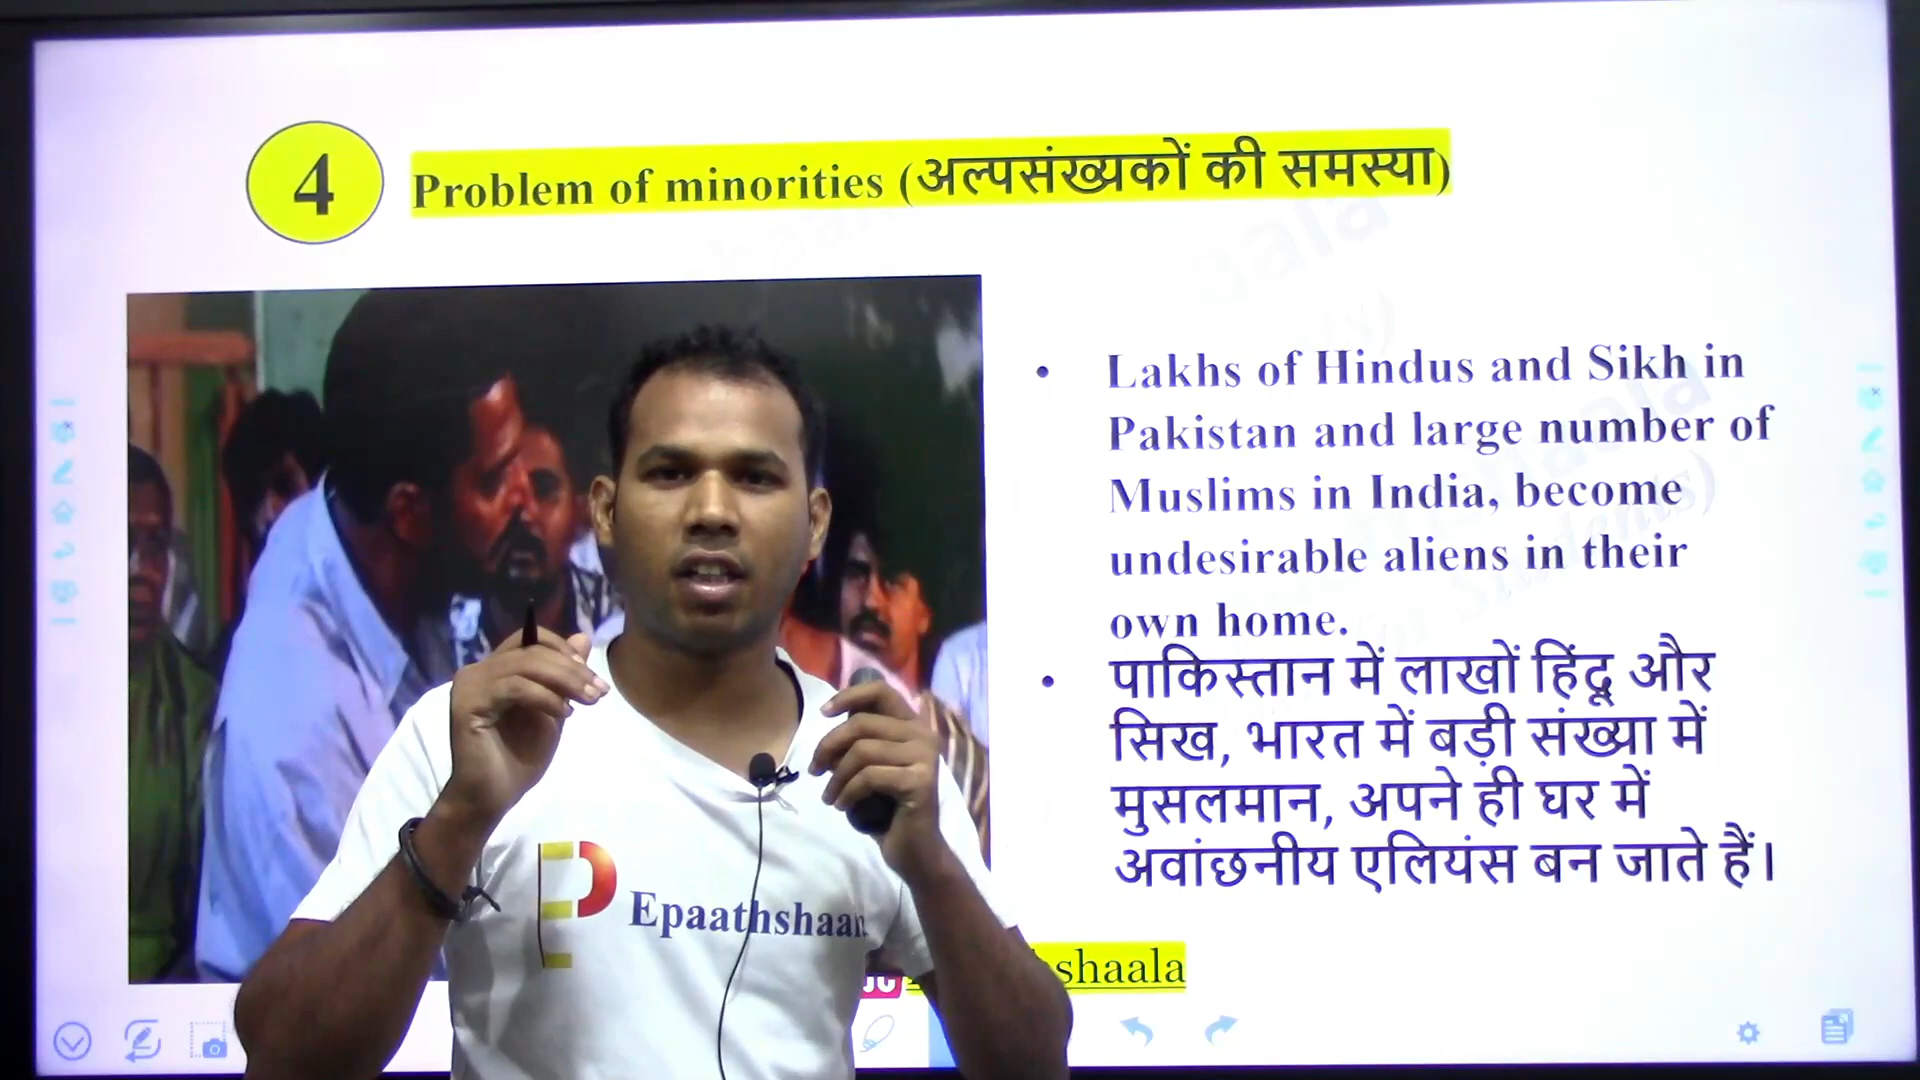 4
Problem of minorities (अल्पसंख्यकों की समस्या)
• Lakhs of Hindus and Sikh in
Pakistan and large number of
Muslims in India, become
undesirable aliens in their
own home.
• पाकिस्तान में लाखों हिंदू और
सिख, भारत में बड़ी संख्या में
मुसलमान, अपने ही घर में
अवांछनीय एलियंस बन जाते हैं।
Epaathshaa
shaala